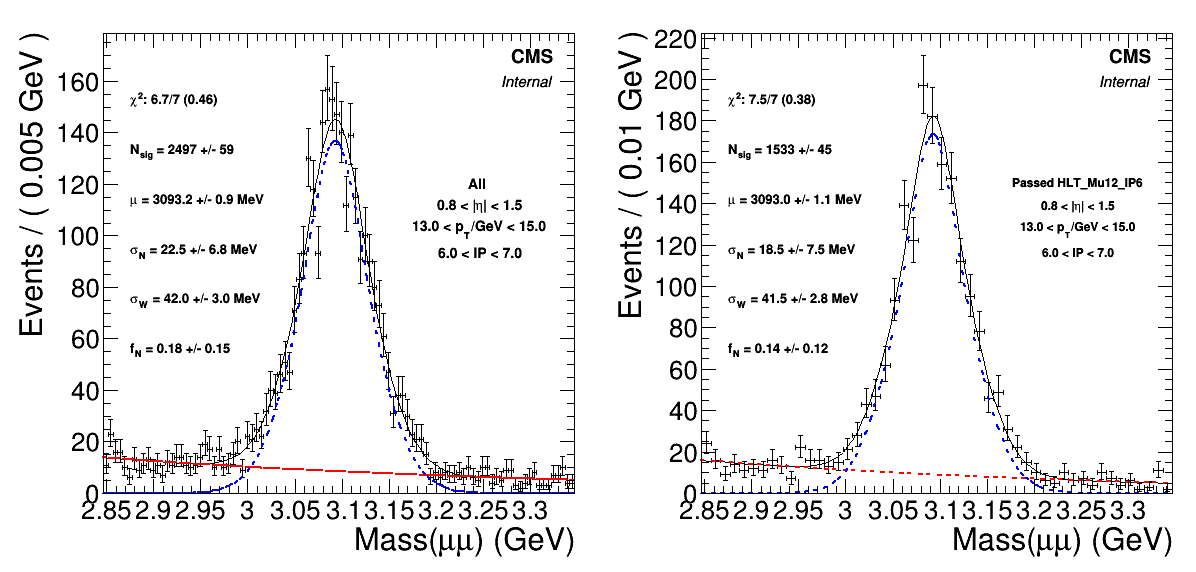 Events / ( 0.005 GeV )
160
140
120
100
80
60
40
20
0
CMS
Internal
χ²: 6.7/7 (0.46)
N_sig = 2497 +/- 59
μ = 3093.2 +/- 0.9 MeV
σ_N = 22.5 +/- 6.8 MeV
σ_W = 42.0 +/- 3.0 MeV
f_N = 0.18 +/- 0.15
All
0.8 < |η| < 1.5
13.0 < p_T/GeV < 15.0
6.0 < IP < 7.0
2.85 2.9 2.95 3 3.05 3.1 3.15 3.2 3.25 3.3
Mass(μμ) (GeV)
Events / ( 0.01 GeV )
220
200
180
160
140
120
100
80
60
40
20
0
CMS
Internal
χ²: 7.5/7 (0.38)
N_sig = 1533 +/- 45
μ = 3093.0 +/- 1.1 MeV
σ_N = 18.5 +/- 7.5 MeV
σ_W = 41.5 +/- 2.8 MeV
f_N = 0.14 +/- 0.12
Passed HLT_Mu12_IP6
0.8 < |η| < 1.5
13.0 < p_T/GeV < 15.0
6.0 < IP < 7.0
2.85 2.9 2.95 3 3.05 3.1 3.15 3.2 3.25 3.3
Mass(μμ) (GeV)